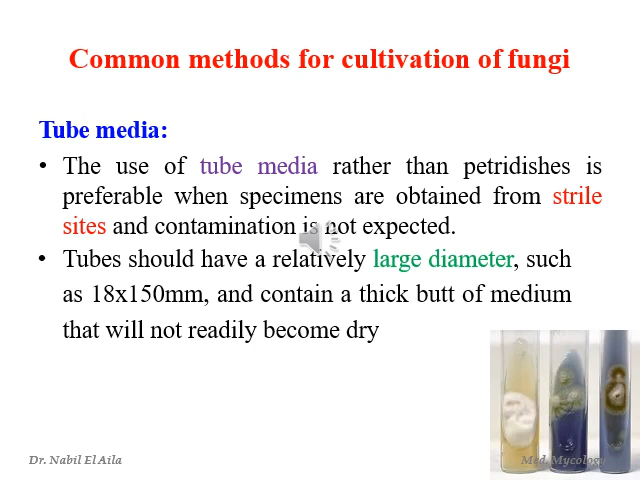 Common methods for cultivation of fungi
Tube media:
• The use of tube media rather than petridishes is
preferable when specimens are obtained from strile
sites and contamination is not expected.
• Tubes should have a relatively large diameter, such
as 18x150mm, and contain a thick butt of medium
that will not readily become dry
Dr. Nabil El Aila
Med. Mycology